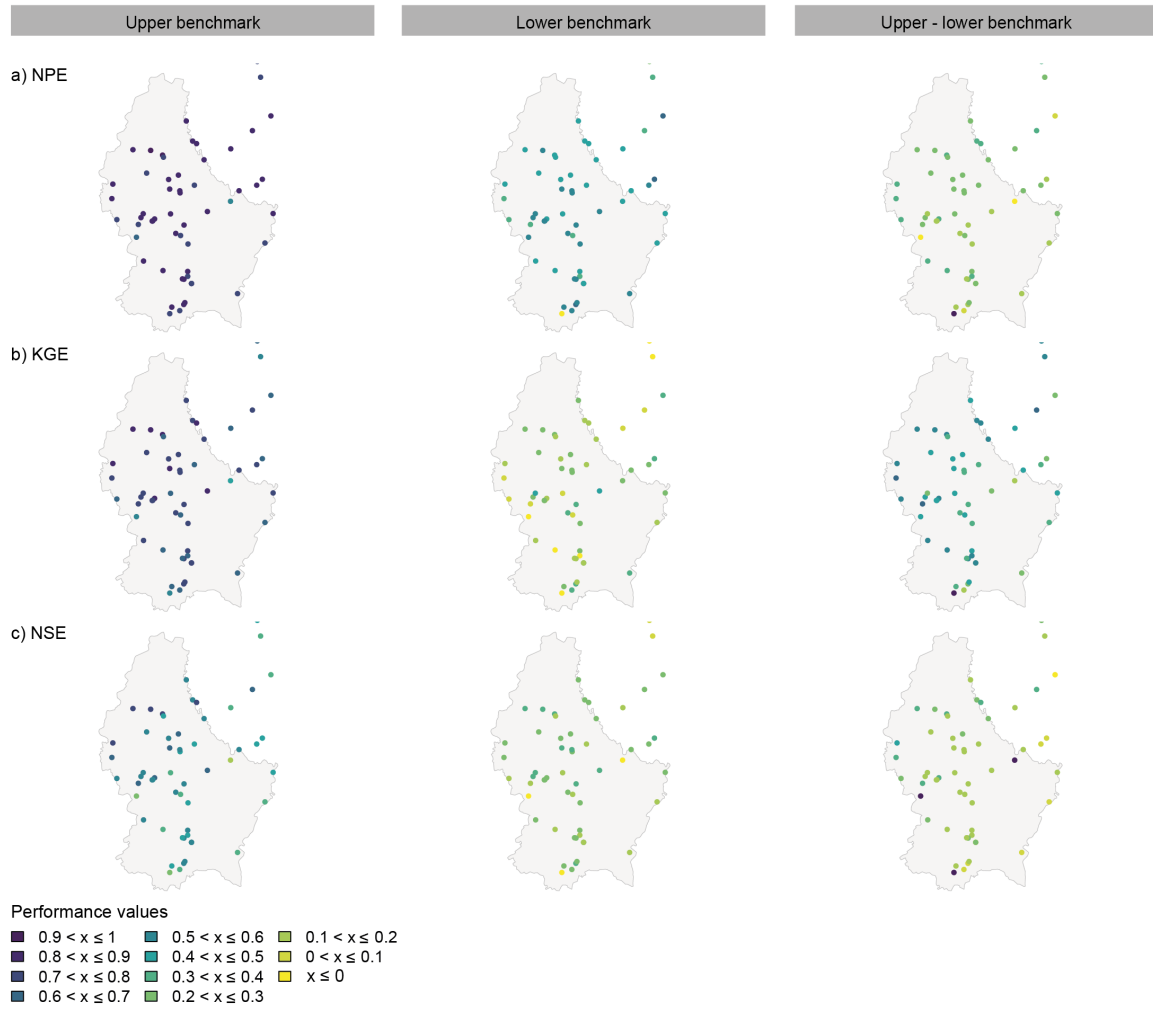 Upper benchmark
Lower benchmark
Upper - lower benchmark
a) NPE
b) KGE
c) NSE
Performance values
0.9 < x ≤ 1
0.8 < x ≤ 0.9
0.7 < x ≤ 0.8
0.6 < x ≤ 0.7
0.5 < x ≤ 0.6
0.4 < x ≤ 0.5
0.3 < x ≤ 0.4
0.2 < x ≤ 0.3
0.1 < x ≤ 0.2
0 < x ≤ 0.1
x ≤ 0